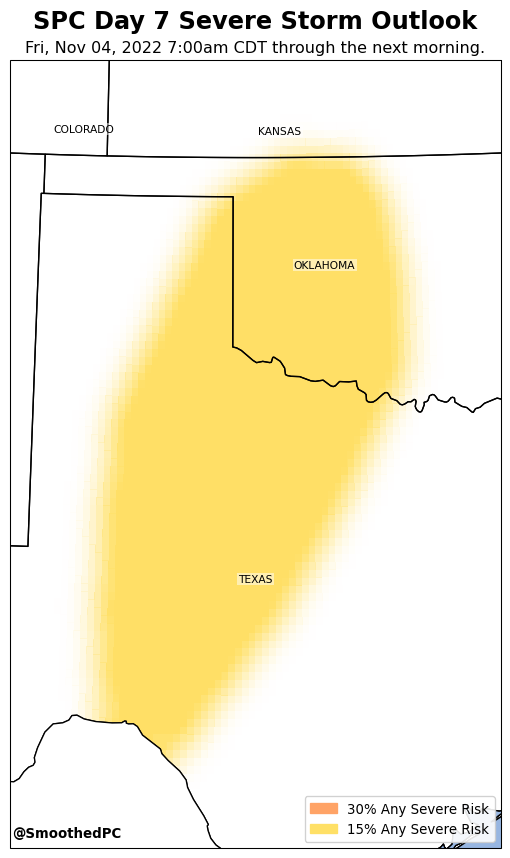 SPC Day 7 Severe Storm Outlook
Fri, Nov 04, 2022 7:00am CDT through the next morning.
COLORADO
KANSAS
OKLAHOMA
TEXAS
30% Any Severe Risk
15% Any Severe Risk
@SmoothedPC